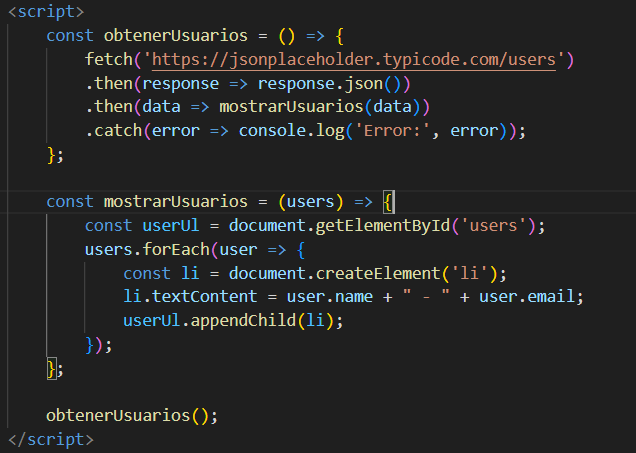 <script>
    const obtenerUsuarios = () => {
        fetch('https://jsonplaceholder.typicode.com/users')
        .then(response => response.json())
        .then(data => mostrarUsuarios(data))
        .catch(error => console.log('Error:', error));
    };

    const mostrarUsuarios = (users) => {
        const userUl = document.getElementById('users');
        users.forEach(user => {
            const li = document.createElement('li');
            li.textContent = user.name + " - " + user.email;
            userUl.appendChild(li);
        });
    };

    obtenerUsuarios();
</script>